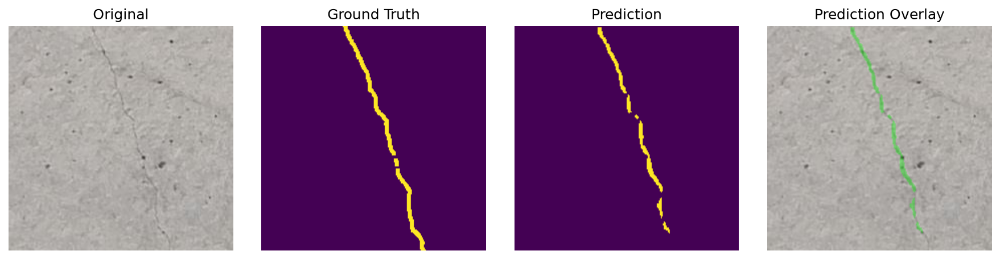 Original
Ground Truth
Prediction
Prediction Overlay